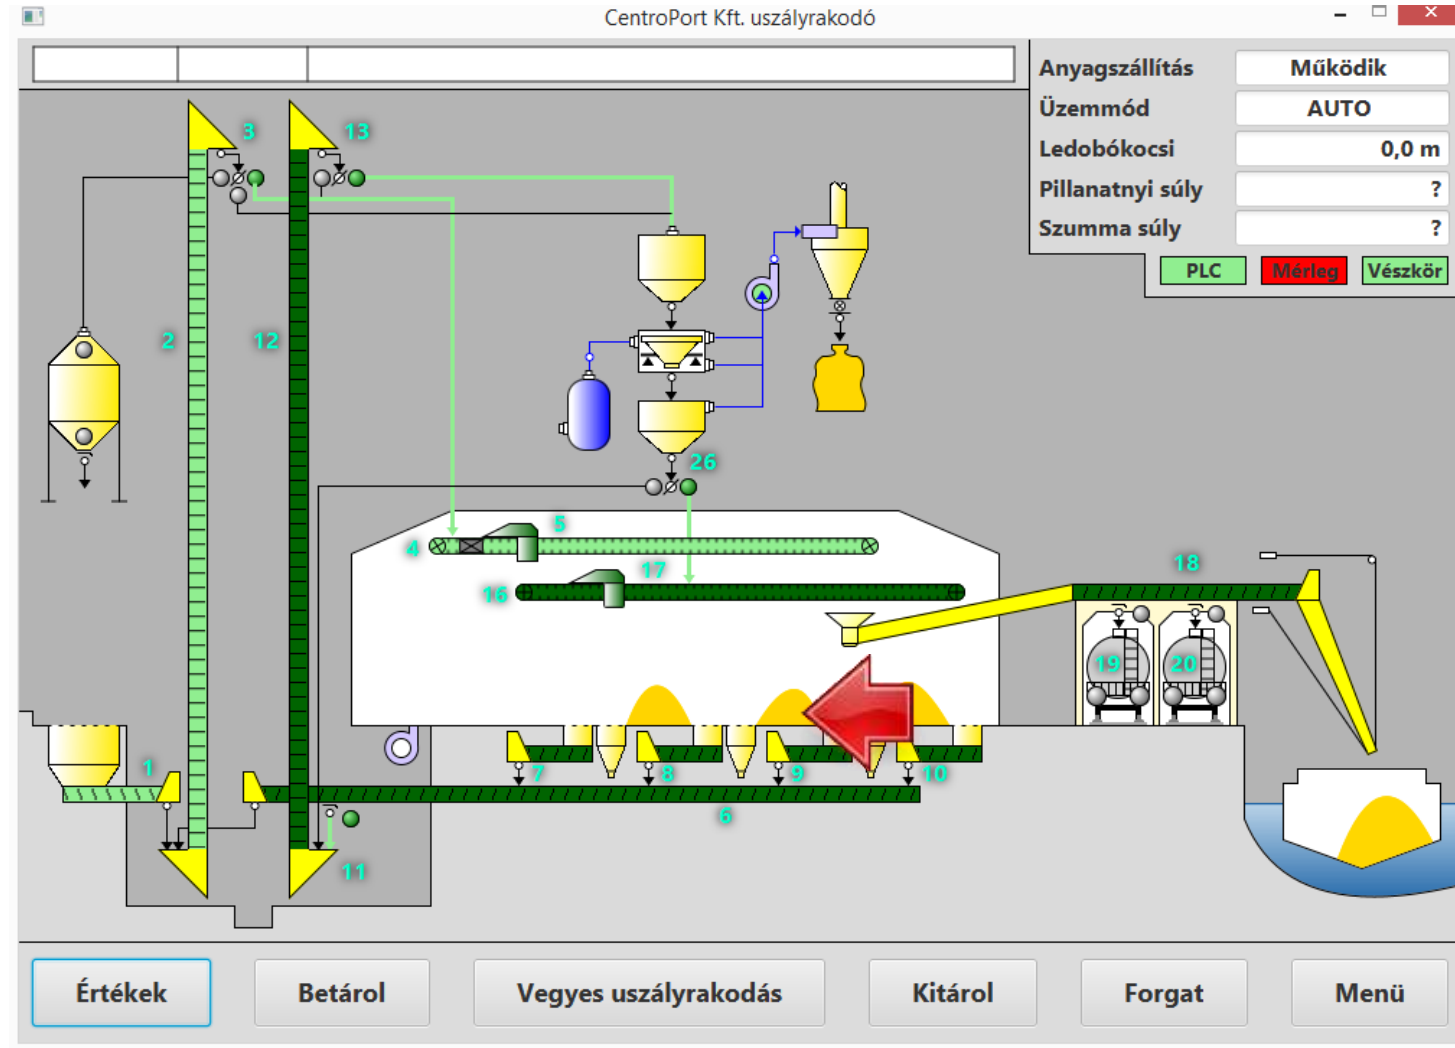 CentroPort Kft. uszályrakodó
Anyagszállítás Működik
Üzemmód AUTO
Ledobókocsi 0,0 m
Pillanatnyi súly ?
Szumma súly ?
PLC Mérleg Vészkör
3 13
2 12
26
5
4
17
16
18
19 20
1
7 8 9 10
6
11
Értékek Betárol Vegyes uszályrakodás Kitárol Forgat Menü